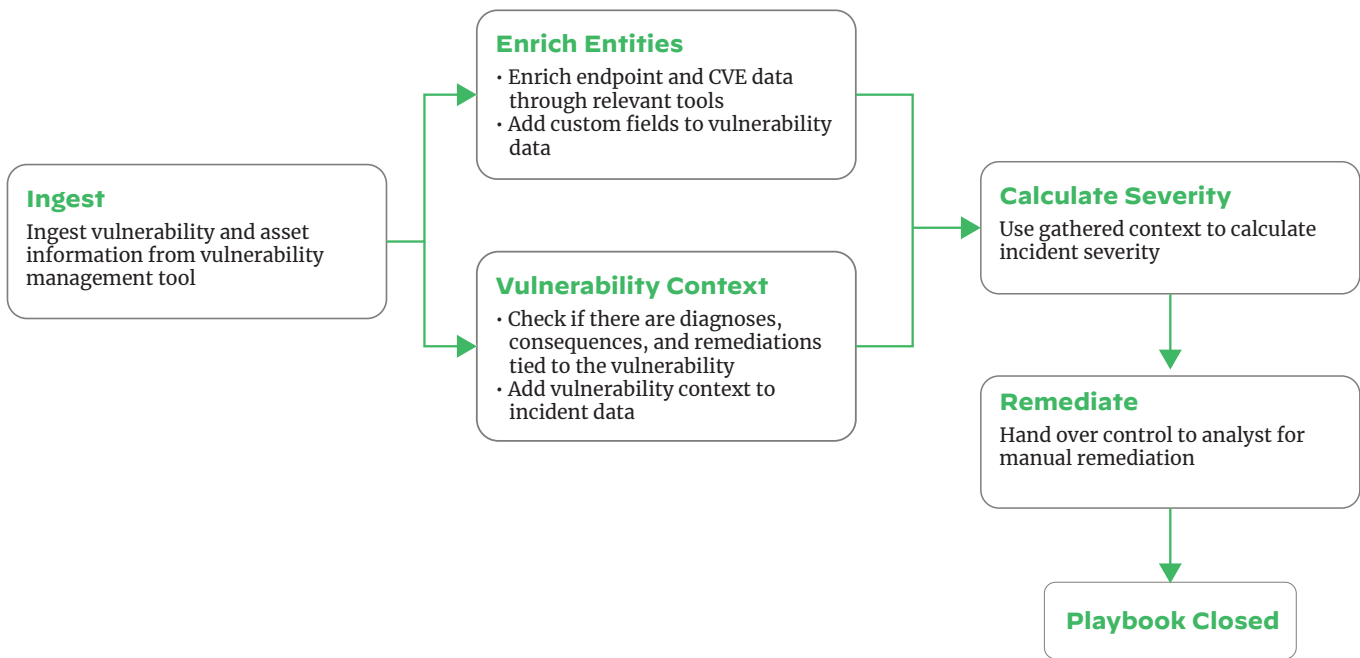 Ingest
Ingest vulnerability and asset
information from vulnerability
management tool
Enrich Entities
· Enrich endpoint and CVE data
through relevant tools
· Add custom fields to vulnerability
data
Vulnerability Context
· Check if there are diagnoses,
consequences, and remediations
tied to the vulnerability
· Add vulnerability context to
incident data
Calculate Severity
Use gathered context to calculate
incident severity
Remediate
Hand over control to analyst for
manual remediation
Playbook Closed